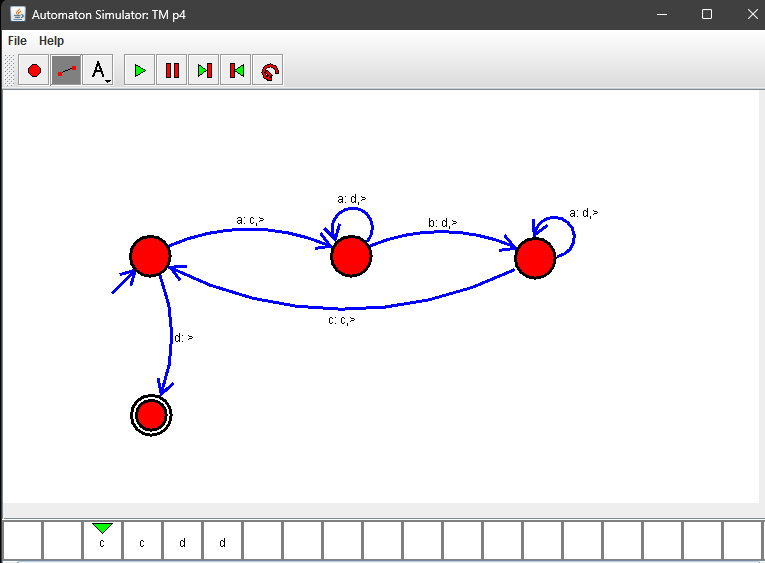 Automaton Simulator: TM p4
File Help
A
a: d,>
a: c,>
b: d,>
a: d,>
c: c,>
d: >
c c d d